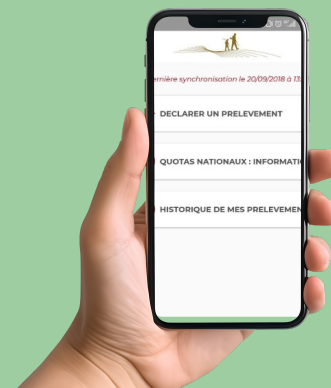 ernière synchronisation le 20/09/2018 à 13:
DECLARER UN PRELEVEMENT
QUOTAS NATIONAUX : INFORMATI
HISTORIQUE DE MES PRELEVEMEN